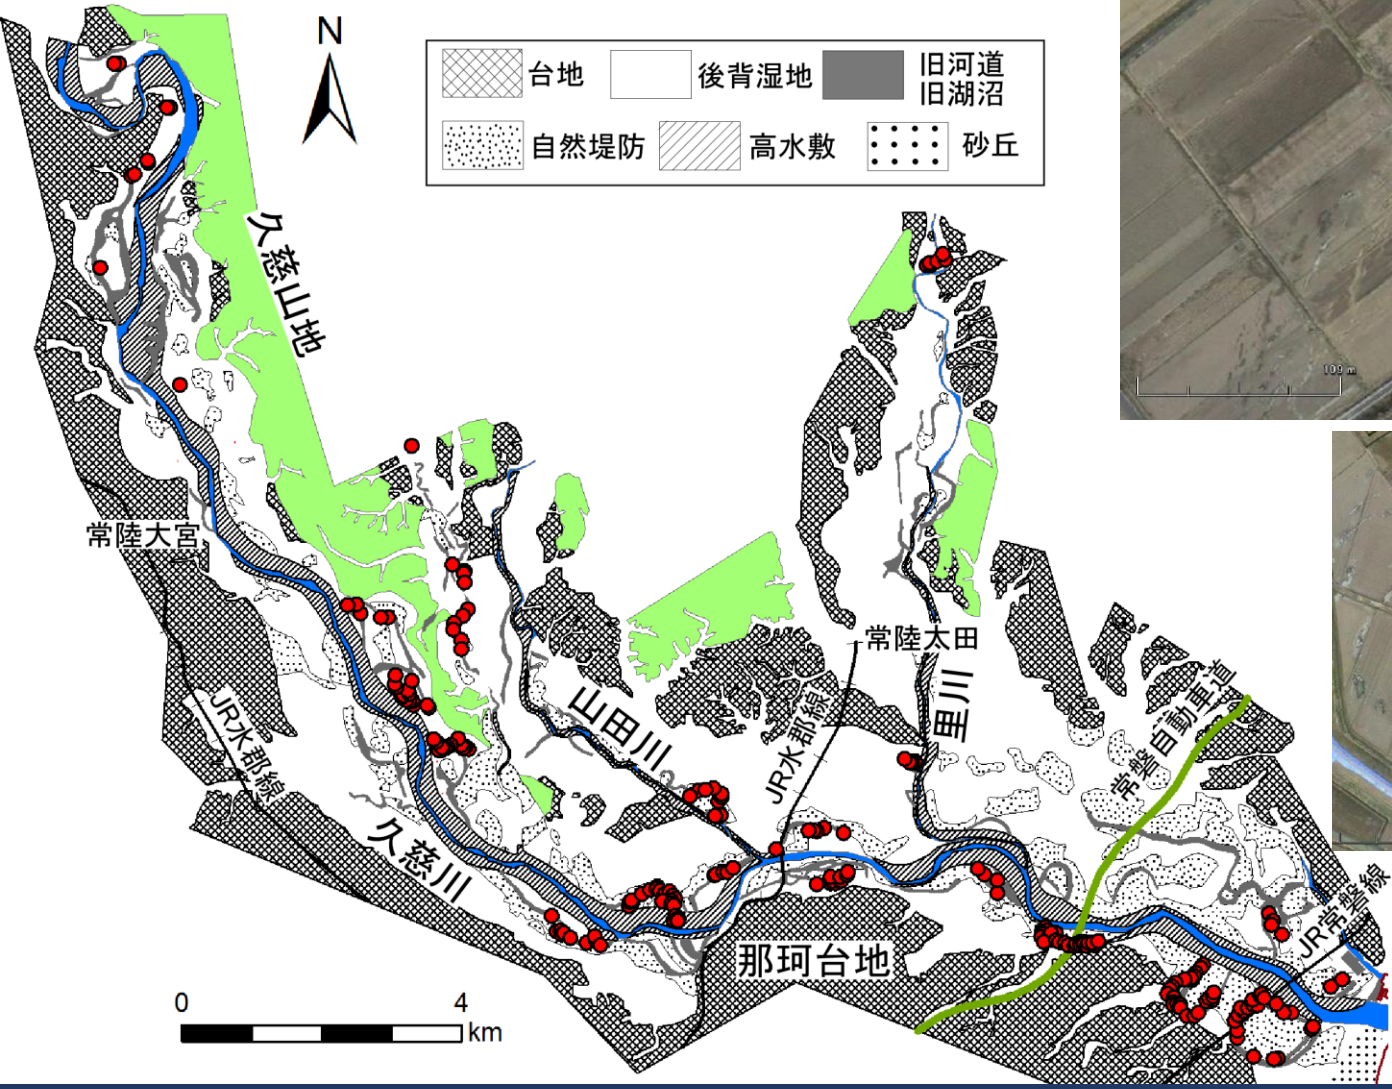 N
台地
後背湿地
旧河道
旧湖沼
自然堤防
高水敷
砂丘
久慈山地
109 m
常陸大宮
常陸太田
山田川
里川
JR水郡線
JR水郡線
常磐自動車道
久慈川
JR常磐線
那珂台地
0
4
km